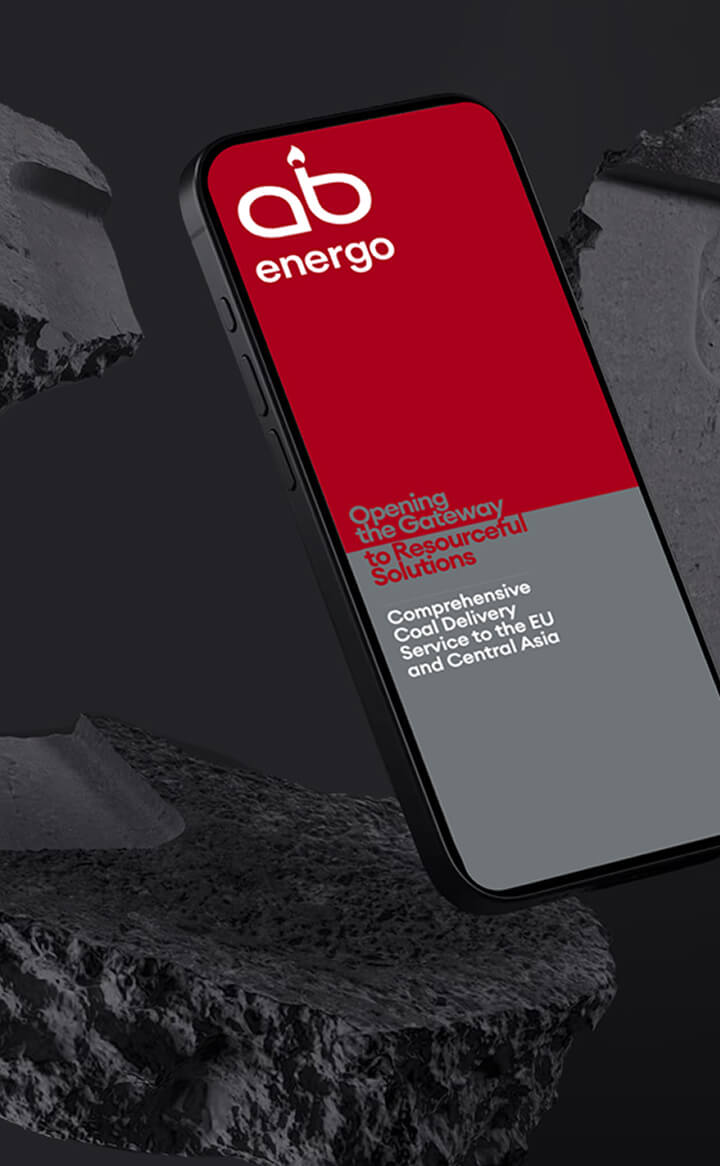 ab
energo
Opening
the Gateway
to Resourceful
Solutions
Comprehensive
Coal Delivery
Service to the EU
and Central Asia